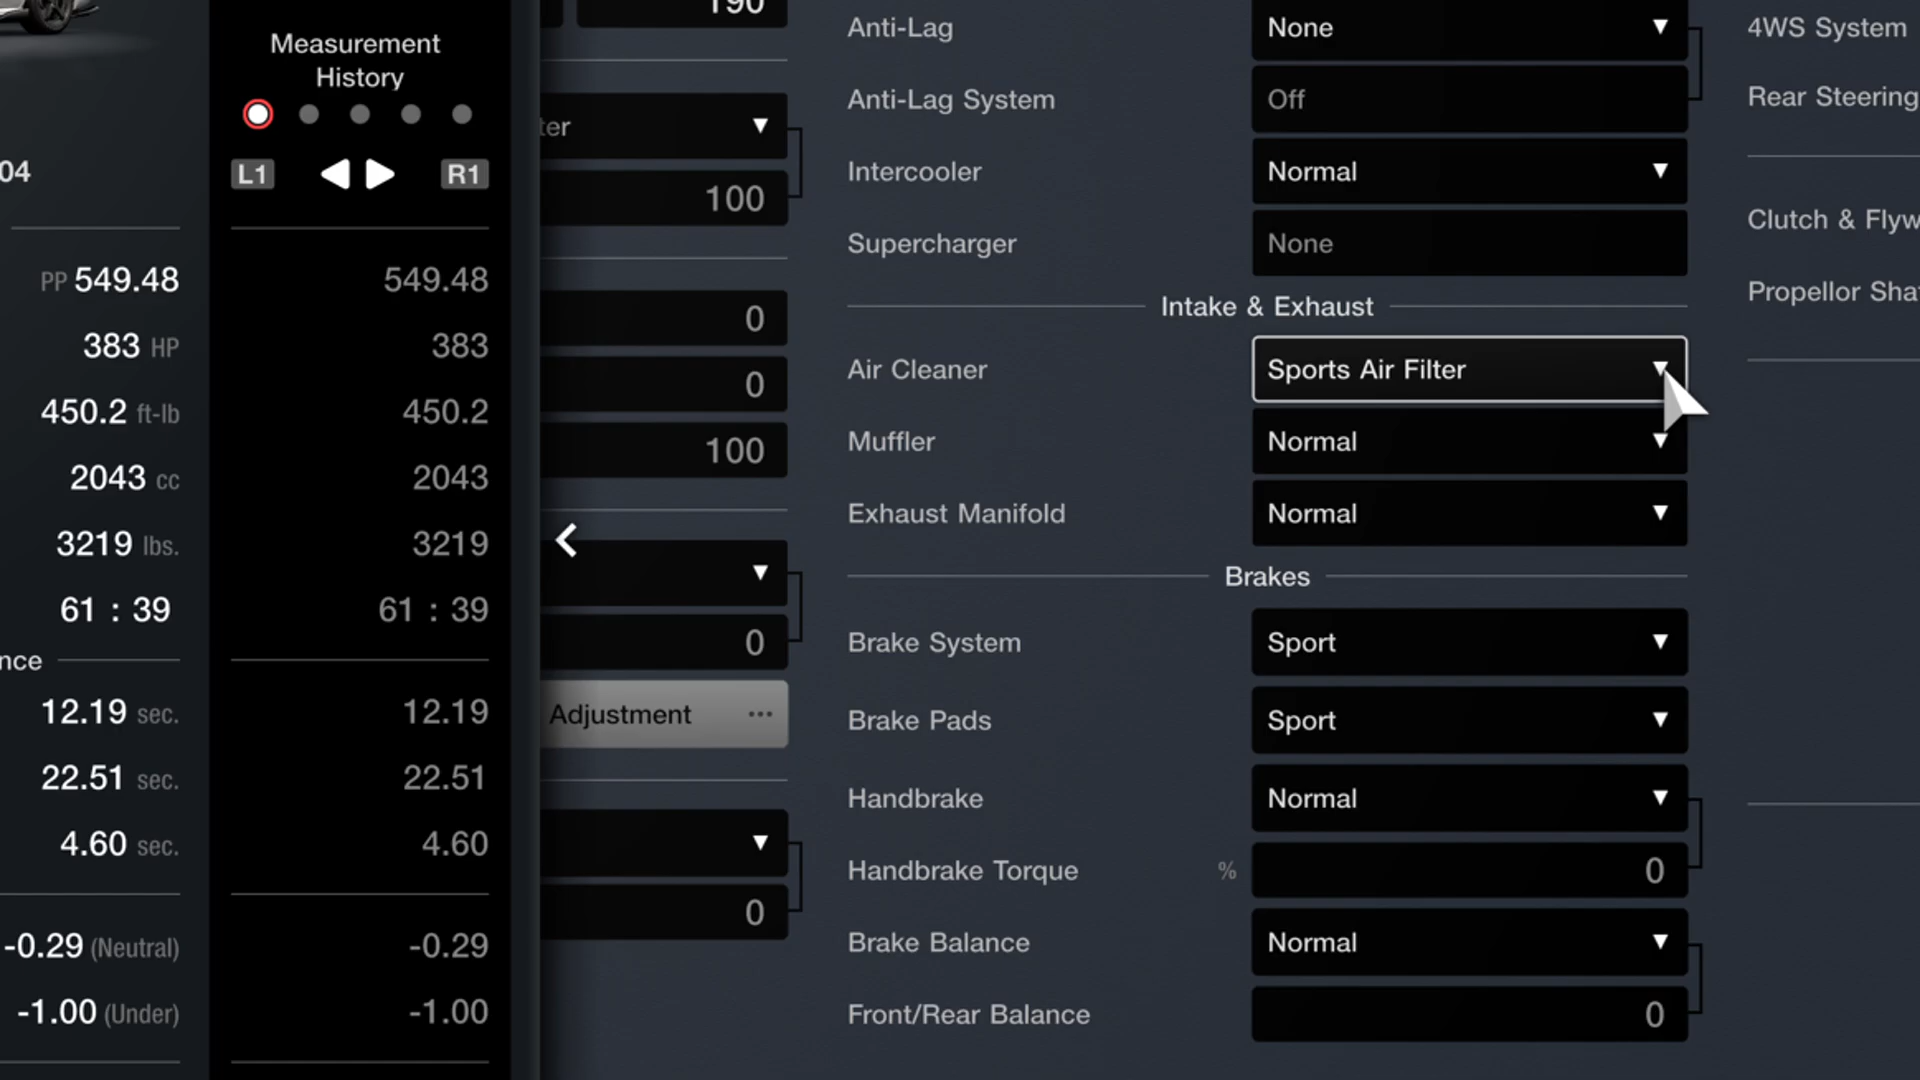 Measurement
History
L1
R1
04
PP 549.48
383 HP
450.2 ft-lb
2043 cc
3219 lbs.
61 : 39
nce
12.19 sec.
22.51 sec.
4.60 sec.
-0.29 (Neutral)
-1.00 (Under)
549.48
383
450.2
2043
3219
61 : 39
12.19
22.51
4.60
-0.29
-1.00
190
ter
100
0
0
100
0
Adjustment ...
0
Anti-Lag None
Anti-Lag System Off
Intercooler Normal
Supercharger None
Intake & Exhaust
Air Cleaner Sports Air Filter
Muffler Normal
Exhaust Manifold Normal
Brakes
Brake System Sport
Brake Pads Sport
Handbrake Normal
Handbrake Torque % 0
Brake Balance Normal
Front/Rear Balance 0
4WS System
Rear Steering
Clutch & Flyw
Propellor Sha